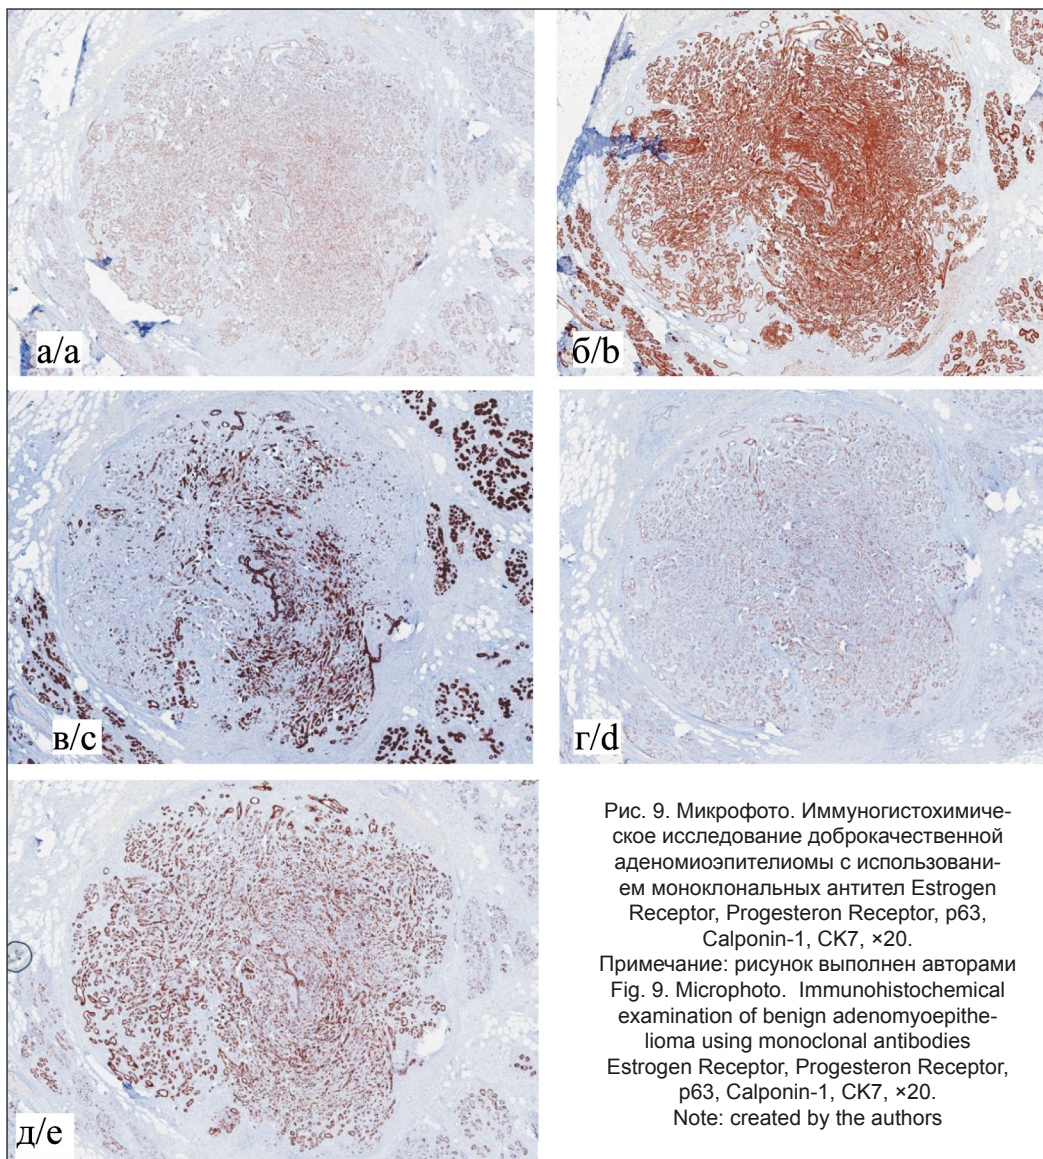 а/a
б/b
в/c
г/d
д/e
Рис. 9. Микрофото. Иммуногистохимиче-
ское исследование доброкачественной
аденомиоэпителиомы с использовани-
ем моноклональных антител Estrogen
Receptor, Progesteron Receptor, p63,
Calponin-1, CK7, ×20.
Примечание: рисунок выполнен авторами
Fig. 9. Microphoto. Immunohistochemical
examination of benign adenomyoepithe-
lioma using monoclonal antibodies
Estrogen Receptor, Progesteron Receptor,
p63, Calponin-1, CK7, ×20.
Note: created by the authors